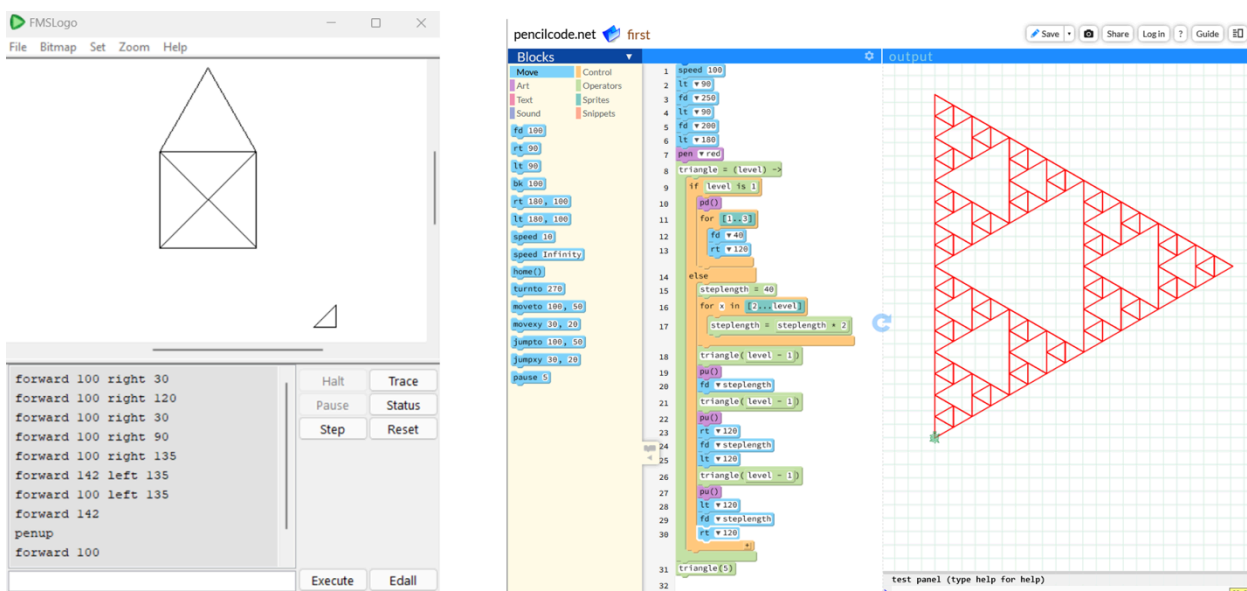 FMSLogo
File Bitmap Set Zoom Help
forward 100 right 30
forward 100 right 120
forward 100 right 30
forward 100 right 90
forward 100 right 135
forward 142 left 135
forward 100 left 135
forward 142
penup
forward 100
Halt Trace
Pause Status
Step Reset
Execute Edall
pencilcode.net first
Save Share Log in ? Guide
Blocks
Move Control
Art Operators
Text Sprites
Sound Snippets
fd 100
rt 90
lt 90
bk 100
rt 180, 100
lt 180, 100
speed 10
speed Infinity
home()
turnto 270
moveto 100, 50
movexy 30, 20
jumpto 100, 50
jumpxy 30, 20
pause 5
1 speed 100
2 lt 90
3 fd 250
4 lt 90
5 fd 200
6 lt 180
7 pen red
8 triangle = (level) ->
9 if level is 1
10 pd()
11 for [1..3]
12 fd 40
13 rt 120
14 else
15 steplength = 40
16 for x in [2...level]
17 steplength = steplength * 2
18 triangle( level - 1)
19 pu()
20 fd steplength
21 triangle( level - 1)
22 pu()
23 rt 120
24 fd steplength
25 lt 120
26 triangle( level - 1)
27 pu()
28 lt 120
29 fd steplength
30 rt 120
31 triangle(5)
32
output
test panel (type help for help)